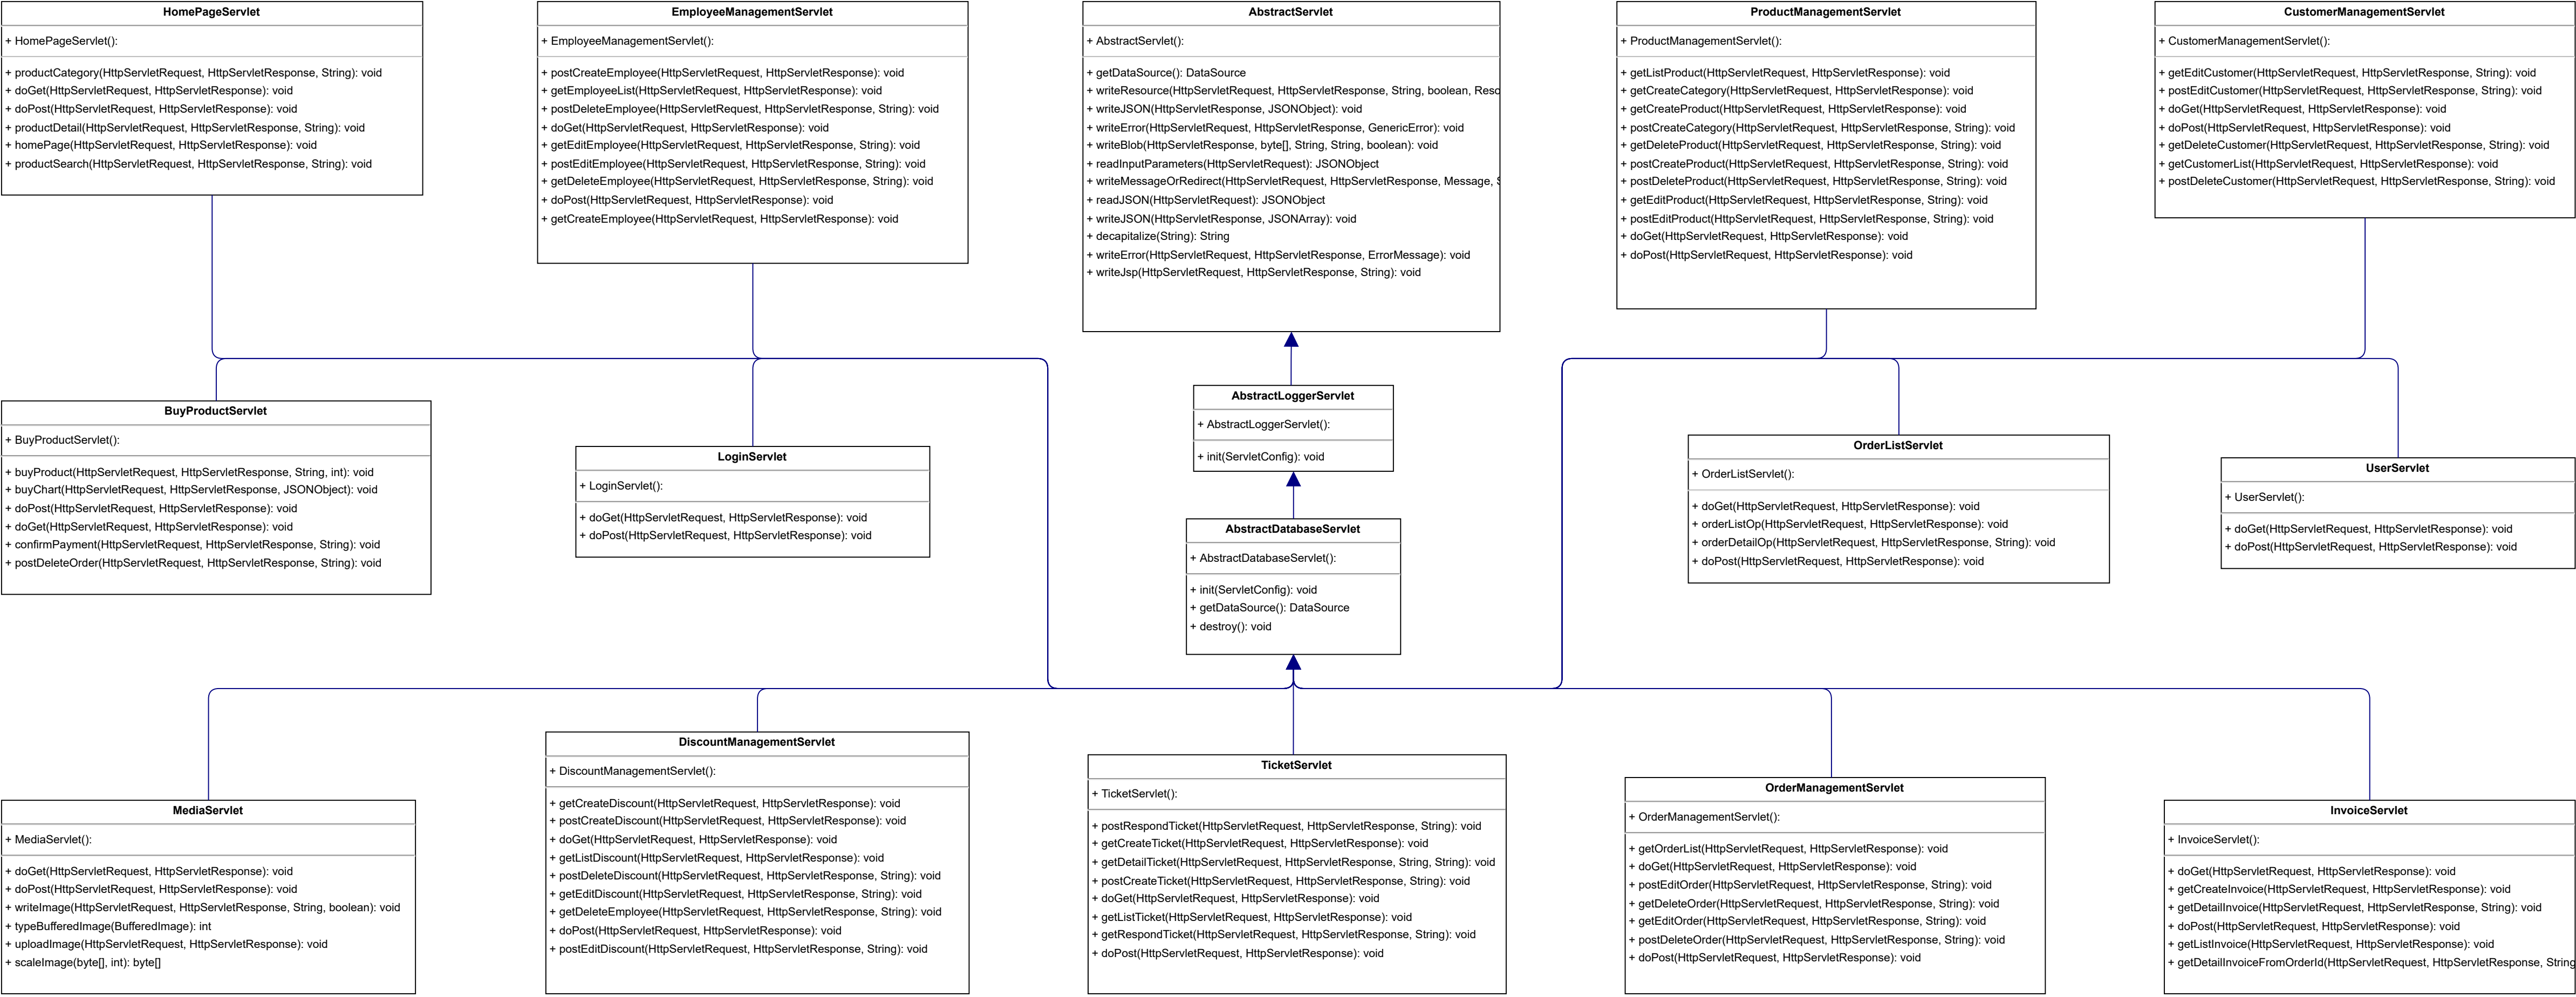 HomePageServlet
+ HomePageServlet():
+ productCategory(HttpServletRequest, HttpServletResponse, String): void
+ doGet(HttpServletRequest, HttpServletResponse): void
+ doPost(HttpServletRequest, HttpServletResponse): void
+ productDetail(HttpServletRequest, HttpServletResponse, String): void
+ homePage(HttpServletRequest, HttpServletResponse): void
+ productSearch(HttpServletRequest, HttpServletResponse, String): void
EmployeeManagementServlet
+ EmployeeManagementServlet():
+ postCreateEmployee(HttpServletRequest, HttpServletResponse): void
+ getEmployeeList(HttpServletRequest, HttpServletResponse): void
+ postDeleteEmployee(HttpServletRequest, HttpServletResponse, String): void
+ doGet(HttpServletRequest, HttpServletResponse): void
+ getEditEmployee(HttpServletRequest, HttpServletResponse, String): void
+ postEditEmployee(HttpServletRequest, HttpServletResponse, String): void
+ getDeleteEmployee(HttpServletRequest, HttpServletResponse, String): void
+ doPost(HttpServletRequest, HttpServletResponse): void
+ getCreateEmployee(HttpServletRequest, HttpServletResponse): void
AbstractServlet
+ AbstractServlet():
+ getDataSource(): DataSource
+ writeResource(HttpServletRequest, HttpServletResponse, String, boolean, Resc
+ writeJSON(HttpServletResponse, JSONObject): void
+ writeError(HttpServletRequest, HttpServletResponse, GenericError): void
+ writeBlob(HttpServletResponse, byte[], String, String, boolean): void
+ readInputParameters(HttpServletRequest): JSONObject
+ writeMessageOrRedirect(HttpServletRequest, HttpServletResponse, Message, S
+ readJSON(HttpServletRequest): JSONObject
+ writeJSON(HttpServletResponse, JSONArray): void
+ decapitalize(String): String
+ writeError(HttpServletRequest, HttpServletResponse, ErrorMessage): void
+ writeJsp(HttpServletRequest, HttpServletResponse, String): void
ProductManagementServlet
+ ProductManagementServlet():
+ getListProduct(HttpServletRequest, HttpServletResponse): void
+ getCreateCategory(HttpServletRequest, HttpServletResponse): void
+ getCreateProduct(HttpServletRequest, HttpServletResponse): void
+ postCreateCategory(HttpServletRequest, HttpServletResponse, String): void
+ getDeleteProduct(HttpServletRequest, HttpServletResponse, String): void
+ postCreateProduct(HttpServletRequest, HttpServletResponse, String): void
+ postDeleteProduct(HttpServletRequest, HttpServletResponse, String): void
+ getEditProduct(HttpServletRequest, HttpServletResponse, String): void
+ postEditProduct(HttpServletRequest, HttpServletResponse, String): void
+ doGet(HttpServletRequest, HttpServletResponse): void
+ doPost(HttpServletRequest, HttpServletResponse): void
CustomerManagementServlet
+ CustomerManagementServlet():
+ getEditCustomer(HttpServletRequest, HttpServletResponse, String): void
+ postEditCustomer(HttpServletRequest, HttpServletResponse, String): void
+ doGet(HttpServletRequest, HttpServletResponse): void
+ doPost(HttpServletRequest, HttpServletResponse): void
+ getDeleteCustomer(HttpServletRequest, HttpServletResponse, String): void
+ getCustomerList(HttpServletRequest, HttpServletResponse): void
+ postDeleteCustomer(HttpServletRequest, HttpServletResponse, String): void
BuyProductServlet
+ BuyProductServlet():
+ buyProduct(HttpServletRequest, HttpServletResponse, String, int): void
+ buyChart(HttpServletRequest, HttpServletResponse, JSONObject): void
+ doPost(HttpServletRequest, HttpServletResponse): void
+ doGet(HttpServletRequest, HttpServletResponse): void
+ confirmPayment(HttpServletRequest, HttpServletResponse, String): void
+ postDeleteOrder(HttpServletRequest, HttpServletResponse, String): void
LoginServlet
+ LoginServlet():
+ doGet(HttpServletRequest, HttpServletResponse): void
+ doPost(HttpServletRequest, HttpServletResponse): void
AbstractLoggerServlet
+ AbstractLoggerServlet():
+ init(ServletConfig): void
AbstractDatabaseServlet
+ AbstractDatabaseServlet():
+ init(ServletConfig): void
+ getDataSource(): DataSource
+ destroy(): void
OrderListServlet
+ OrderListServlet():
+ doGet(HttpServletRequest, HttpServletResponse): void
+ orderListOp(HttpServletRequest, HttpServletResponse): void
+ orderDetailOp(HttpServletRequest, HttpServletResponse, String): void
+ doPost(HttpServletRequest, HttpServletResponse): void
UserServlet
+ UserServlet():
+ doGet(HttpServletRequest, HttpServletResponse): void
+ doPost(HttpServletRequest, HttpServletResponse): void
MediaServlet
+ MediaServlet():
+ doGet(HttpServletRequest, HttpServletResponse): void
+ doPost(HttpServletRequest, HttpServletResponse): void
+ writeImage(HttpServletRequest, HttpServletResponse, String, boolean): void
+ typeBufferedImage(BufferedImage): int
+ uploadImage(HttpServletRequest, HttpServletResponse): void
+ scaleImage(byte[], int): byte[]
DiscountManagementServlet
+ DiscountManagementServlet():
+ getCreateDiscount(HttpServletRequest, HttpServletResponse): void
+ postCreateDiscount(HttpServletRequest, HttpServletResponse): void
+ doGet(HttpServletRequest, HttpServletResponse): void
+ getListDiscount(HttpServletRequest, HttpServletResponse): void
+ postDeleteDiscount(HttpServletRequest, HttpServletResponse, String): void
+ getEditDiscount(HttpServletRequest, HttpServletResponse, String): void
+ getDeleteEmployee(HttpServletRequest, HttpServletResponse, String): void
+ doPost(HttpServletRequest, HttpServletResponse): void
+ postEditDiscount(HttpServletRequest, HttpServletResponse, String): void
TicketServlet
+ TicketServlet():
+ postRespondTicket(HttpServletRequest, HttpServletResponse, String): void
+ getCreateTicket(HttpServletRequest, HttpServletResponse): void
+ getDetailTicket(HttpServletRequest, HttpServletResponse, String, String): void
+ postCreateTicket(HttpServletRequest, HttpServletResponse, String): void
+ doGet(HttpServletRequest, HttpServletResponse): void
+ getListTicket(HttpServletRequest, HttpServletResponse): void
+ getRespondTicket(HttpServletRequest, HttpServletResponse, String): void
+ doPost(HttpServletRequest, HttpServletResponse): void
OrderManagementServlet
+ OrderManagementServlet():
+ getOrderList(HttpServletRequest, HttpServletResponse): void
+ doGet(HttpServletRequest, HttpServletResponse): void
+ postEditOrder(HttpServletRequest, HttpServletResponse, String): void
+ getDeleteOrder(HttpServletRequest, HttpServletResponse, String): void
+ getEditOrder(HttpServletRequest, HttpServletResponse, String): void
+ postDeleteOrder(HttpServletRequest, HttpServletResponse, String): void
+ doPost(HttpServletRequest, HttpServletResponse): void
InvoiceServlet
+ InvoiceServlet():
+ doGet(HttpServletRequest, HttpServletResponse): void
+ getCreateInvoice(HttpServletRequest, HttpServletResponse): void
+ getDetailInvoice(HttpServletRequest, HttpServletResponse, String): void
+ doPost(HttpServletRequest, HttpServletResponse): void
+ getListInvoice(HttpServletRequest, HttpServletResponse): void
+ getDetailInvoiceFromOrderId(HttpServletRequest, HttpServletResponse, String